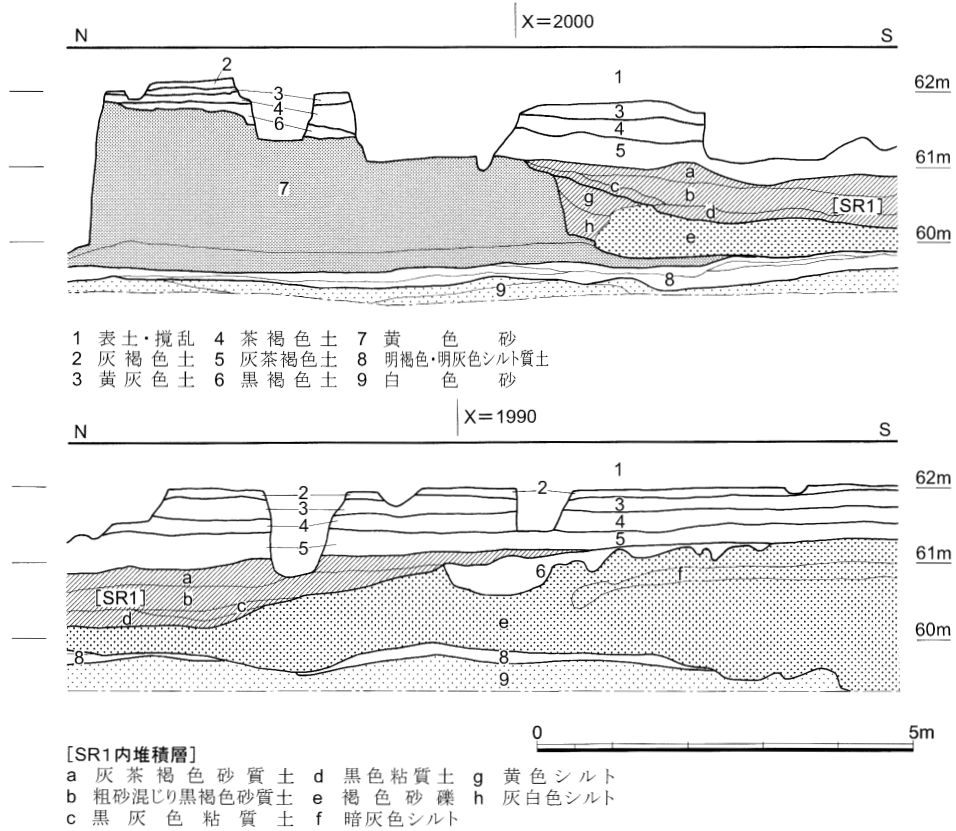 X=2000
N S
2
1
62m
3
3
4
4
6
5
61m
a
7
c
b
g
[SR1]
d
h
e
60m
8
9
1 表土・撹乱 4 茶褐色土 7 黄色砂
2 灰褐色土 5 灰茶褐色土 8 明褐色・明灰色シルト質土
3 黄灰色土 6 黒褐色土 9 白色砂
X=1990
N S
1
62m
2
2
3
3
4
4
5
5
61m
a
6
f
[SR1]
b
c
d
e
60m
8
8
9
0 5m
[SR1内堆積層]
a 灰茶褐色砂質土 d 黒色粘質土 g 黄色シルト
b 粗砂混じり黒褐色砂質土 e 褐色砂礫 h 灰白色シルト
c 黒灰色粘質土 f 暗灰色シルト